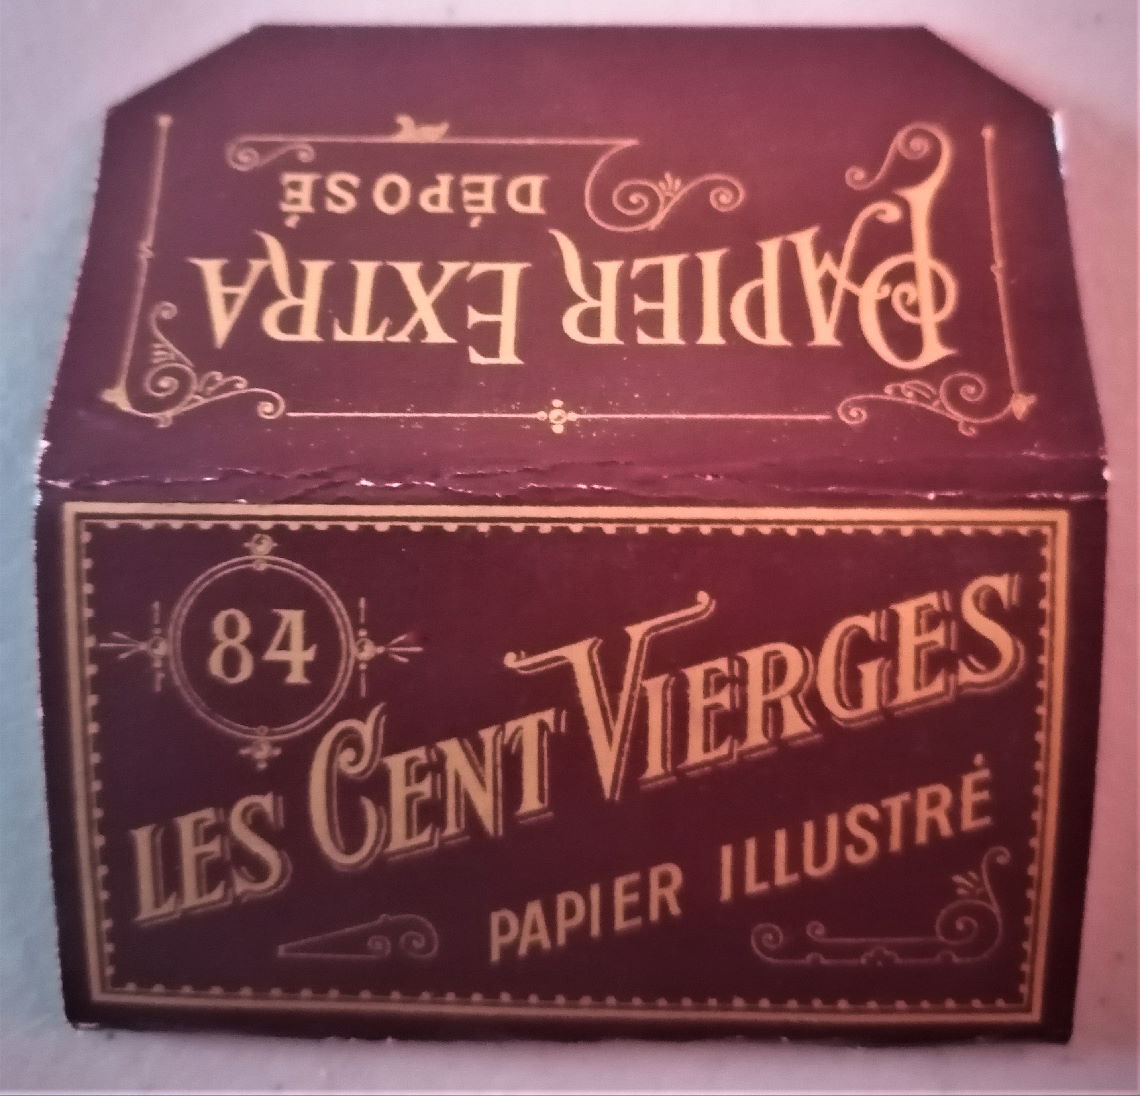 PAPIER EXTRA
DÉPOSÉ
84
LES CENT VIERGES
PAPIER ILLUSTRÉ